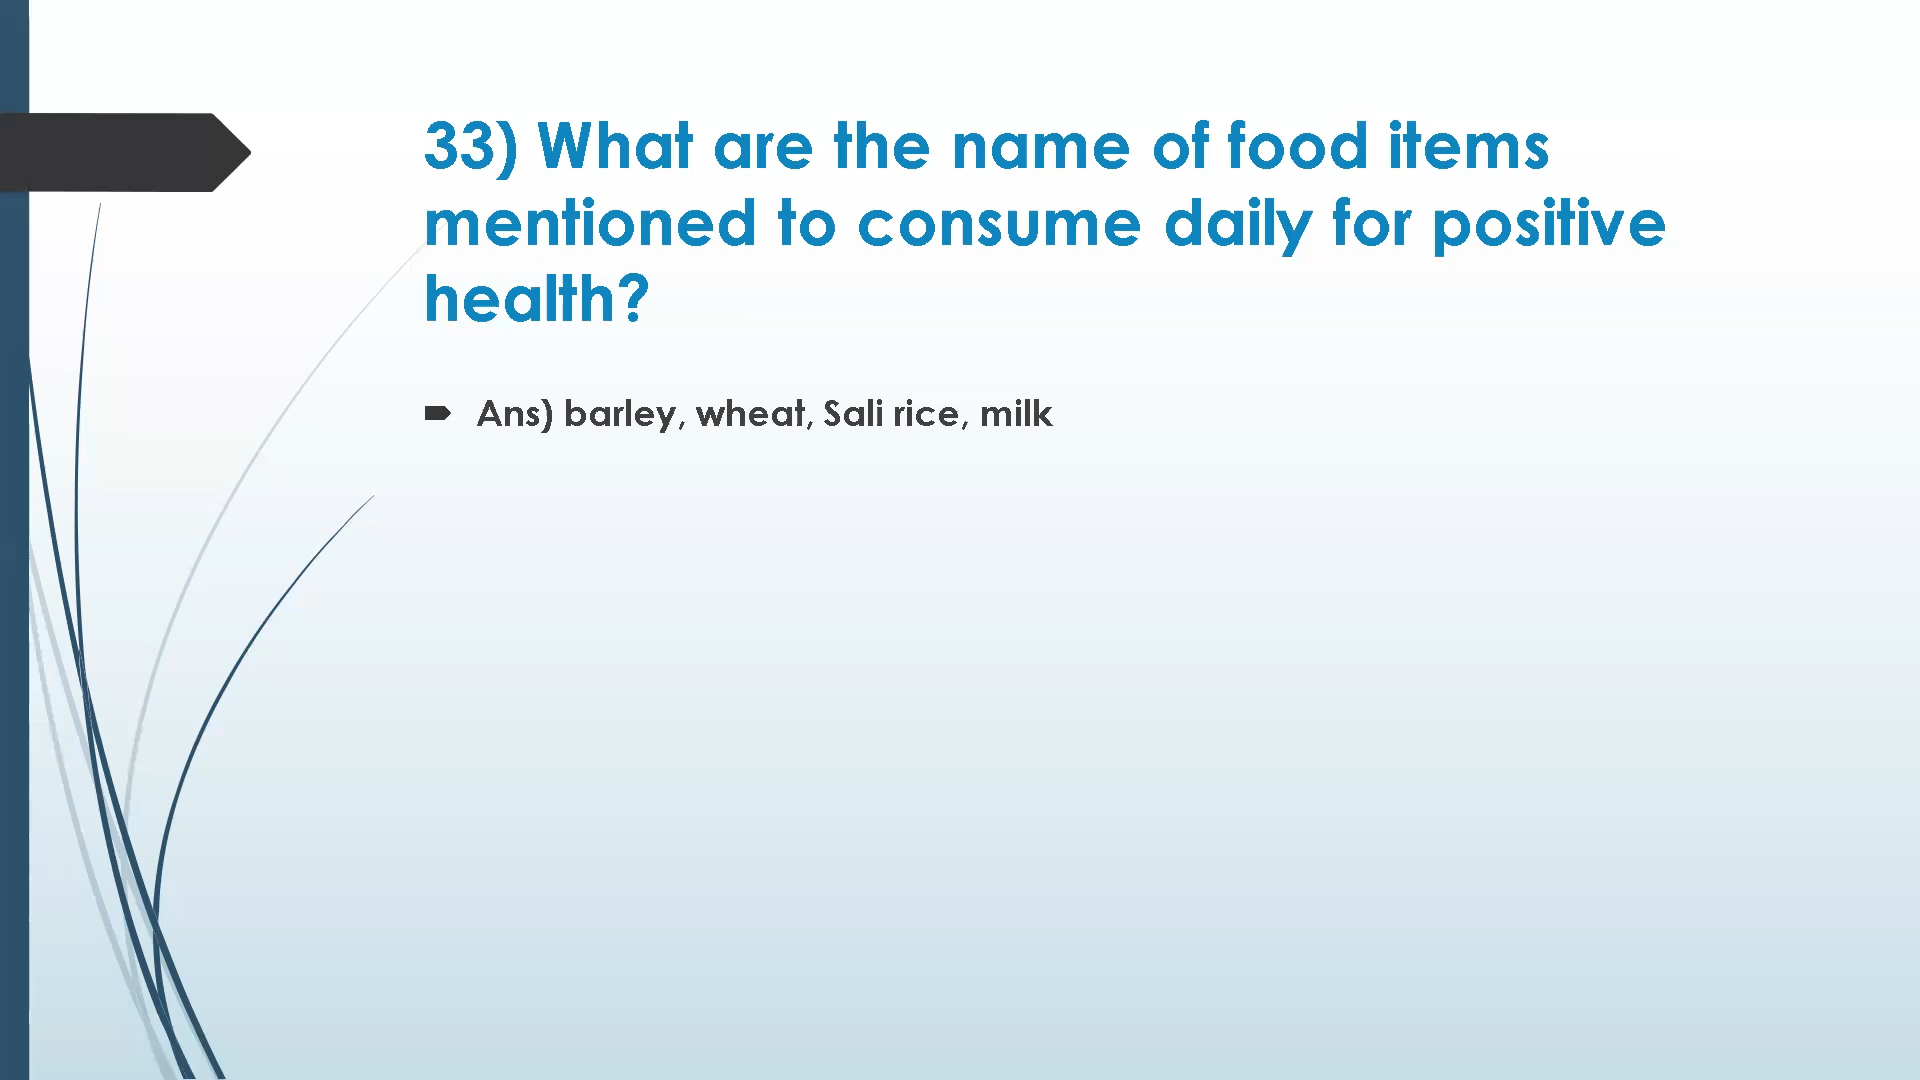 33) What are the name of food items
mentioned to consume daily for positive
health?
Ans) barley, wheat, Sali rice, milk